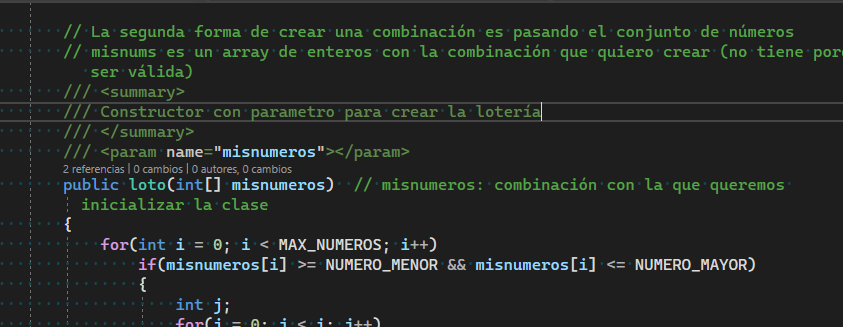 // La segunda forma de crear una combinación es pasando el conjunto de números
// misnums es un array de enteros con la combinación que quiero crear (no tiene
ser válida)
/// <summary>
/// Constructor con parametro para crear la lotería
/// </summary>
/// <param name="misnumeros"></param>
2 referencias | 0 cambios | 0 autores, 0 cambios
public loto(int[] misnumeros) // misnumeros: combinación con la que queremos
inicializar la clase
{
for(int i = 0; i < MAX_NUMEROS; i++)
if(misnumeros[i] >= NUMERO_MENOR && misnumeros[i] <= NUMERO_MAYOR)
{
int j;
for(j = 0; j < i; j++)